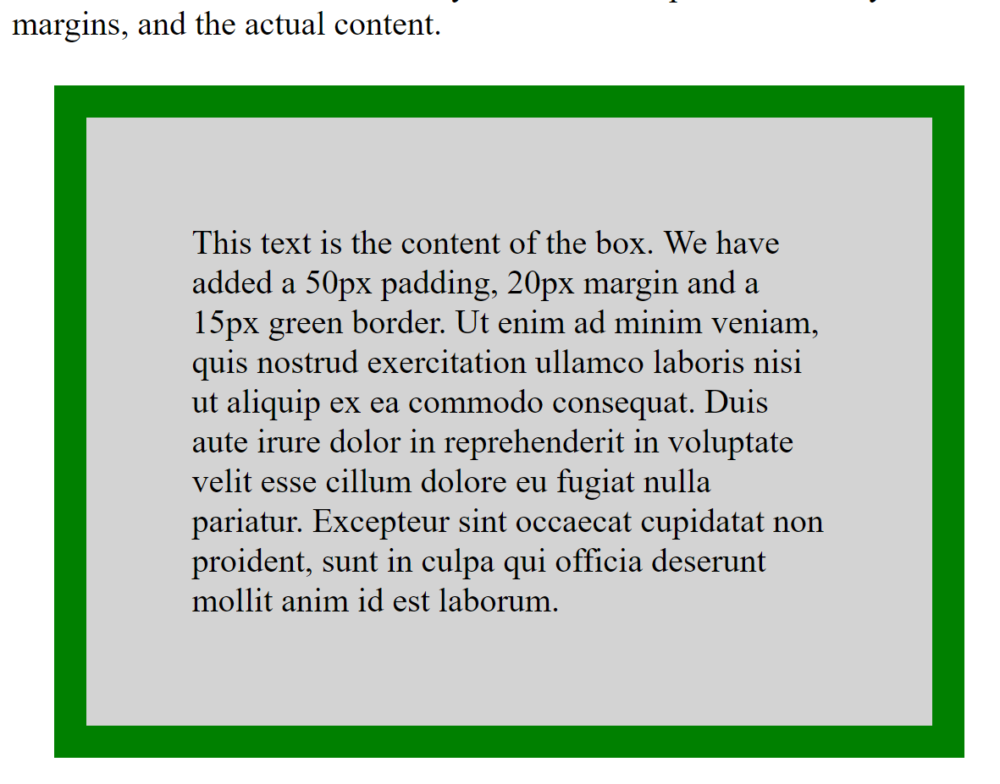 margins, and the actual content.
This text is the content of the box. We have
added a 50px padding, 20px margin and a
15px green border. Ut enim ad minim veniam,
quis nostrud exercitation ullamco laboris nisi
ut aliquip ex ea commodo consequat. Duis
aute irure dolor in reprehenderit in voluptate
velit esse cillum dolore eu fugiat nulla
pariatur. Excepteur sint occaecat cupidatat non
proident, sunt in culpa qui officia deserunt
mollit anim id est laborum.